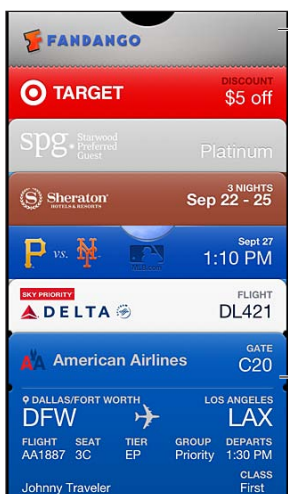 FANDANGO
TARGET
DISCOUNT
$5 off
spg.
Starwood
Preferred
Guest
Platinum
S
Sheraton
HOTELS & RESORTS
3 NIGHTS
Sep 22 - 25
P vs. NY
Sept 27
1:10 PM
SKY PRIORITY
DELTA
FLIGHT
DL421
AA American Airlines
GATE
C20
DALLAS/FORT WORTH LOS ANGELES
DFW LAX
FLIGHT SEAT TIER GROUP DEPARTS
AA1887 3C EP Priority 1:30 PM
CLASS
Johnny Traveler First